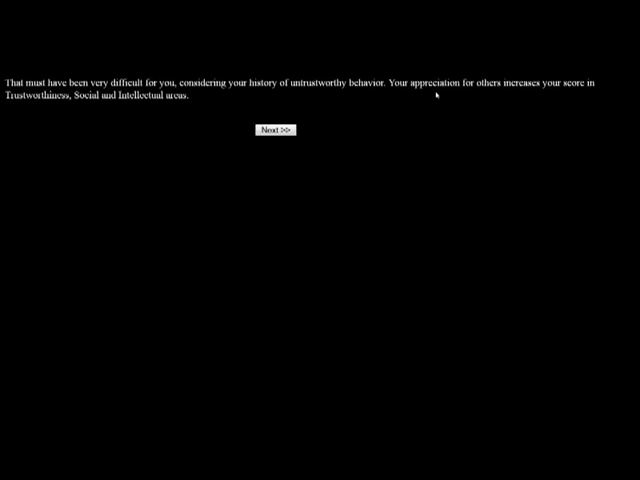 That must have been very difficult for you, considering your history of untrustworthy behavior. Your appreciation for others increases your score in
Trustworthiness, Social and Intellectual areas.
Next >>